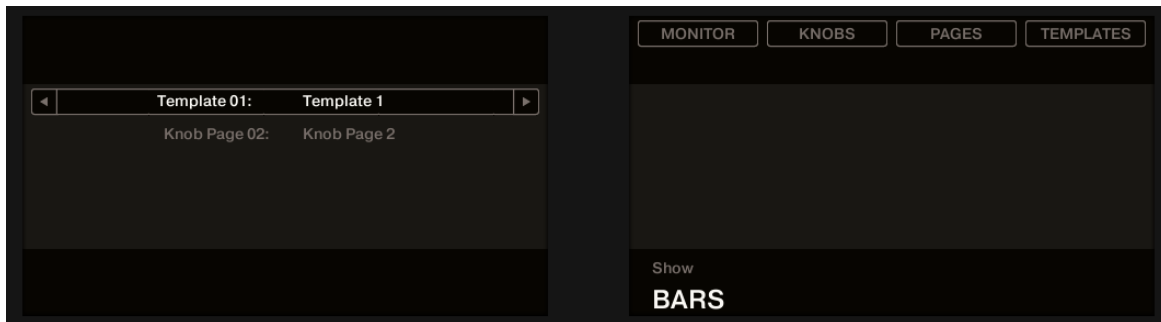 Template 01: Template 1
Knob Page 02: Knob Page 2
MONITOR KNOBS PAGES TEMPLATES
Show
BARS